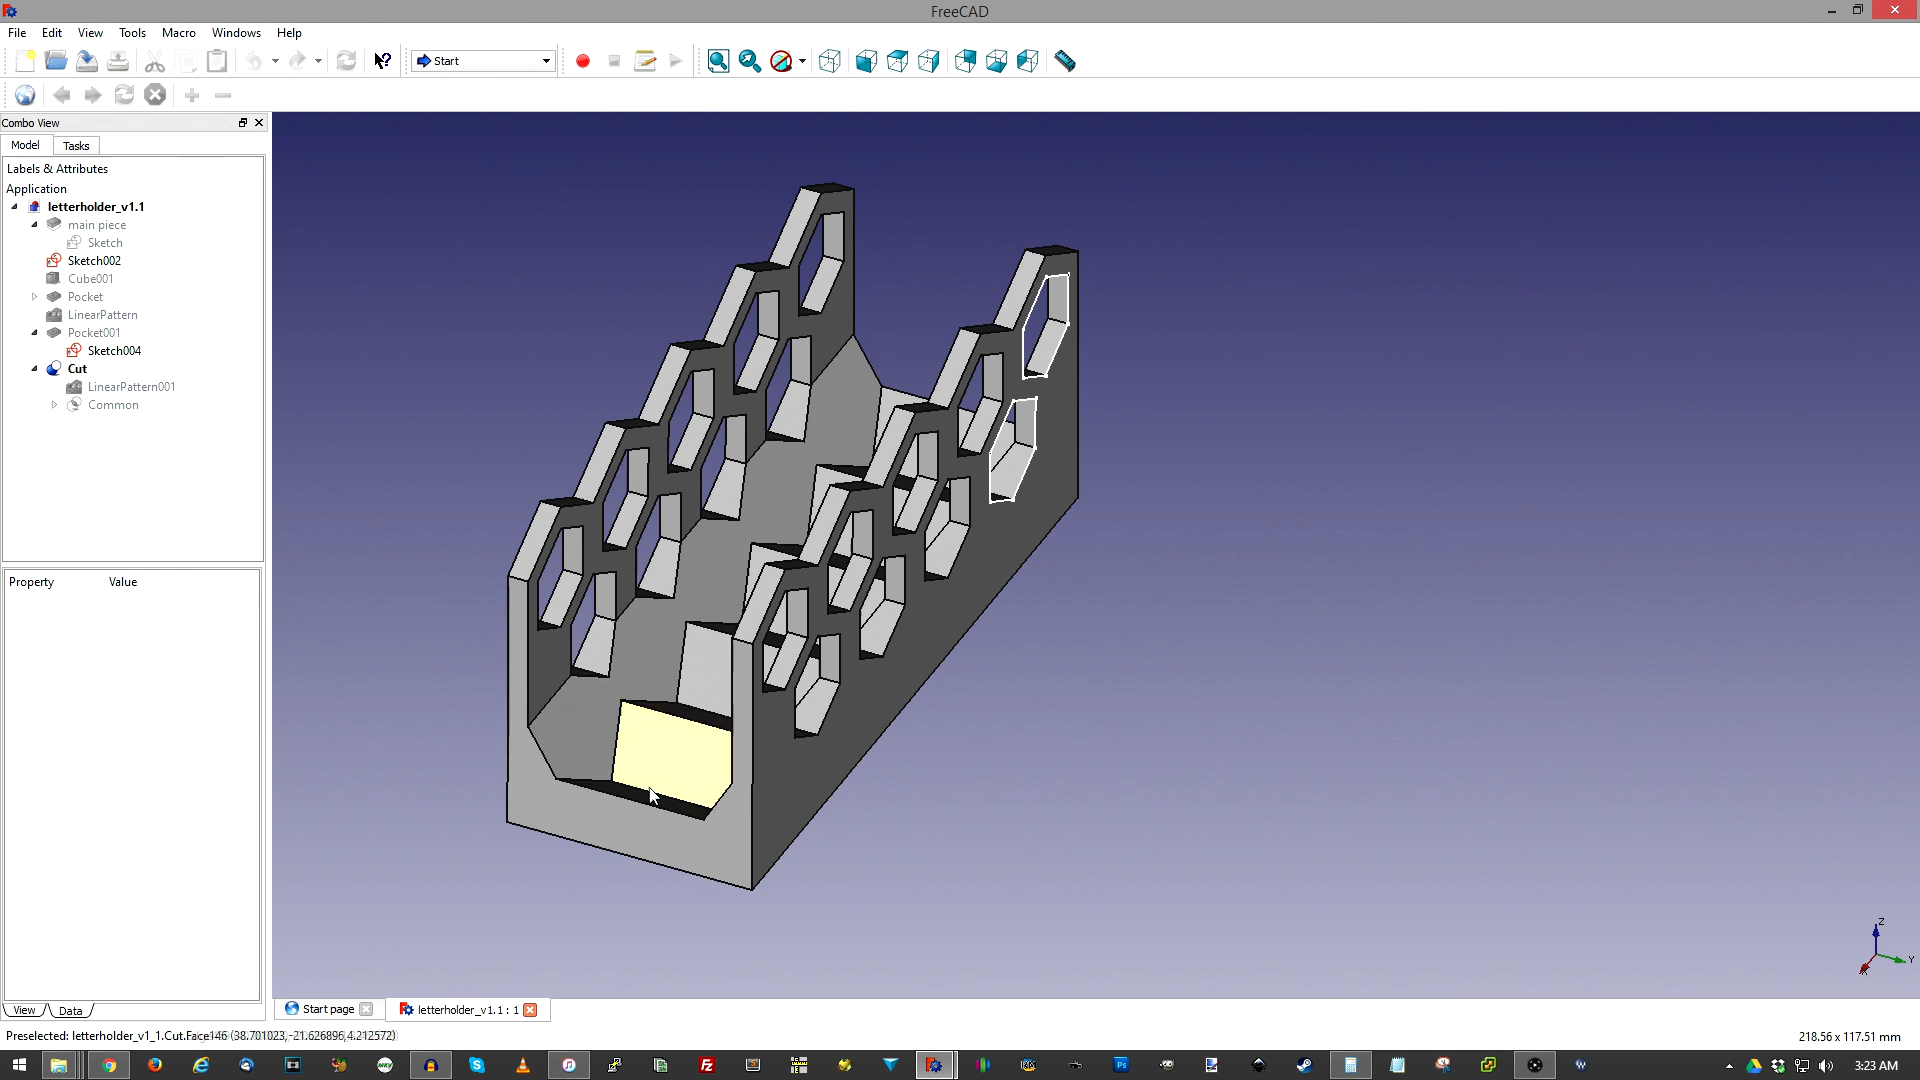 FreeCAD
File Edit View Tools Macro Windows Help
Start
Combo View
Model Tasks
Labels & Attributes
Application
letterholder_v1.1
main piece
Sketch
Sketch002
Cube001
Pocket
LinearPattern
Pocket001
Sketch004
Cut
LinearPattern001
Common
Property Value
View Data
Start page letterholder_v1.1 : 1
Preselected: letterholder_v1_1.Cut.Face146 (38.701023,-21.626896,4.212572)
218.56 x 117.51 mm
Z
Y
X
3:23 AM